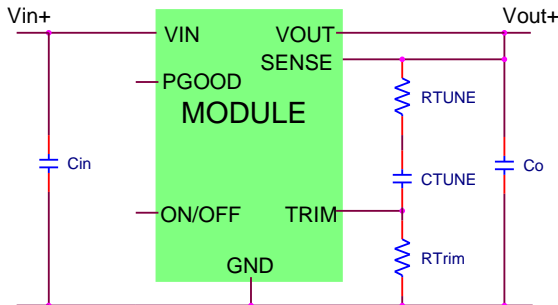 Vin+
Vout+
VIN
VOUT
SENSE
PGOOD
RTUNE
MODULE
Cin
CTUNE
Co
ON/OFF
TRIM
RTrim
GND